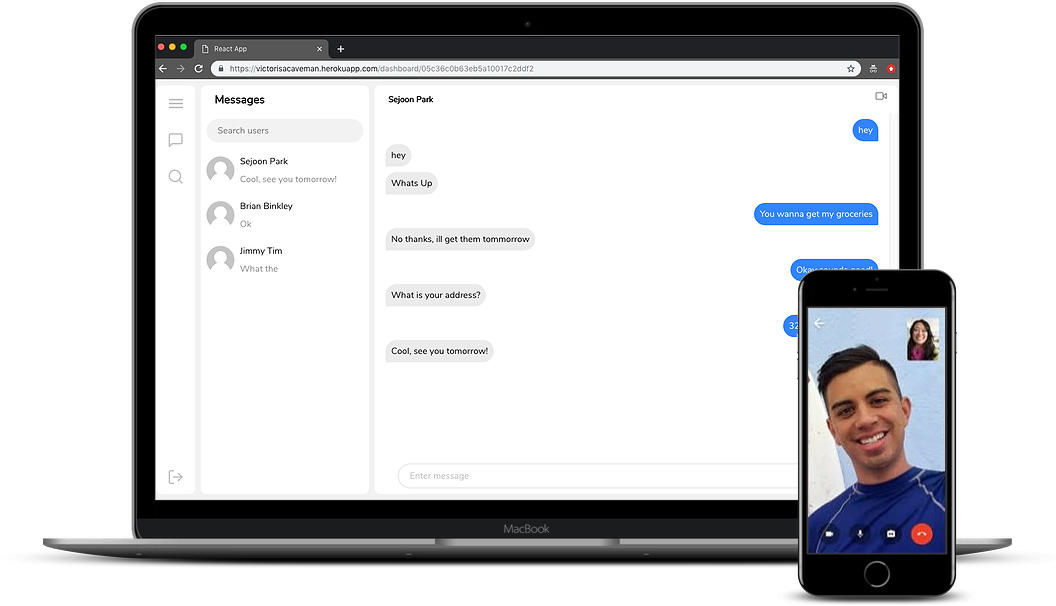 React App
https://victorisacaveman.herokuapp.com/dashboard/05c36c0b63eb5a10017c2ddf2
Messages
Search users
Sejoon Park
Cool, see you tomorrow!
Brian Binkley
Ok
Jimmy Tim
What the
Sejoon Park
hey
hey
Whats Up
You wanna get my groceries
No thanks, ill get them tommorrow
Okay sounds good!
What is your address?
32
Cool, see you tomorrow!
Enter message
MacBook